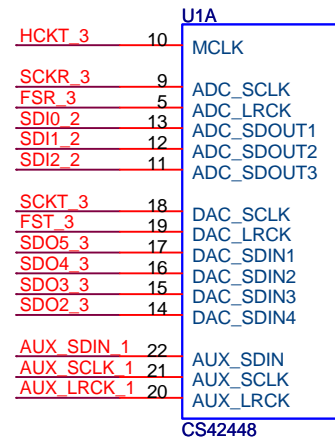 U1A
HCKT_3 10 MCLK
SCKR_3 9 ADC_SCLK
FSR_3 5 ADC_LRCK
SDI0_2 13 ADC_SDOUT1
SDI1_2 12 ADC_SDOUT2
SDI2_2 11 ADC_SDOUT3
SCKT_3 18 DAC_SCLK
FST_3 19 DAC_LRCK
SDO5_3 17 DAC_SDIN1
SDO4_3 16 DAC_SDIN2
SDO3_3 15 DAC_SDIN3
SDO2_3 14 DAC_SDIN4
AUX_SDIN_1 22 AUX_SDIN
AUX_SCLK_1 21 AUX_SCLK
AUX_LRCK_1 20 AUX_LRCK
CS42448